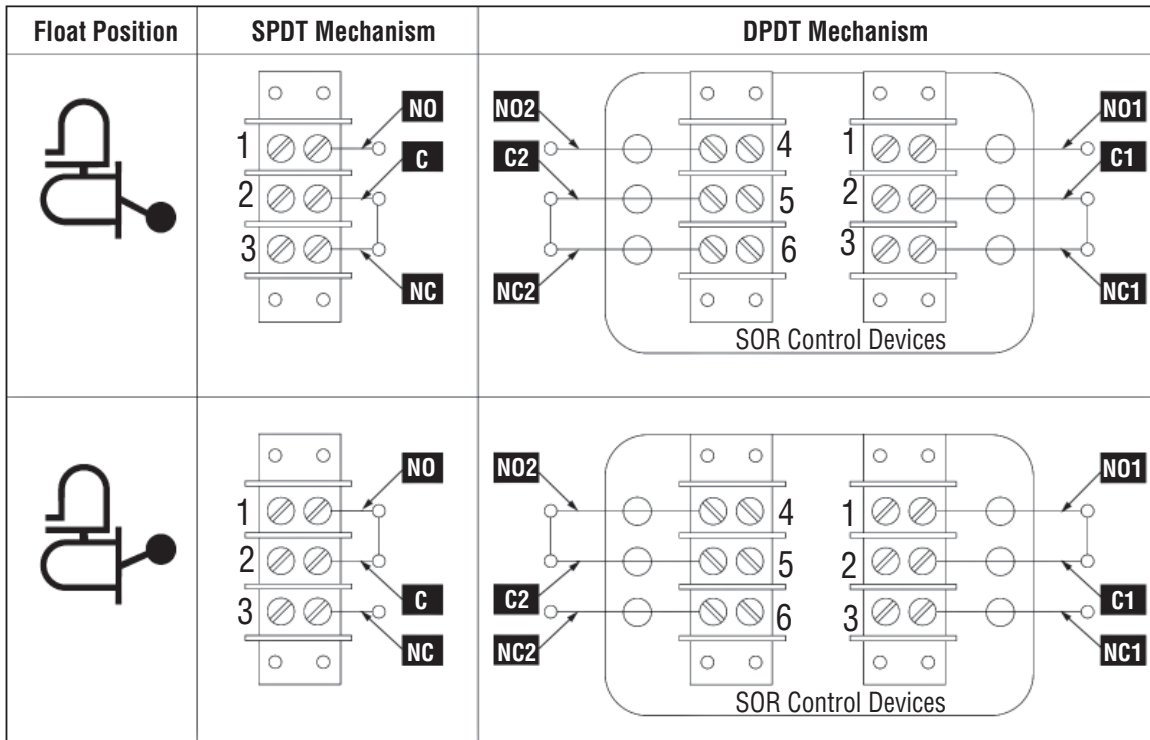 Float Position
SPDT Mechanism
DPDT Mechanism
NO
1
C
2
3
NC
NO2
4
1
NO1
C2
C1
5
2
6
3
NC2
NC1
SOR Control Devices
NO
1
2
C
3
NC
NO2
4
1
NO1
5
2
C2
C1
6
3
NC2
NC1
SOR Control Devices